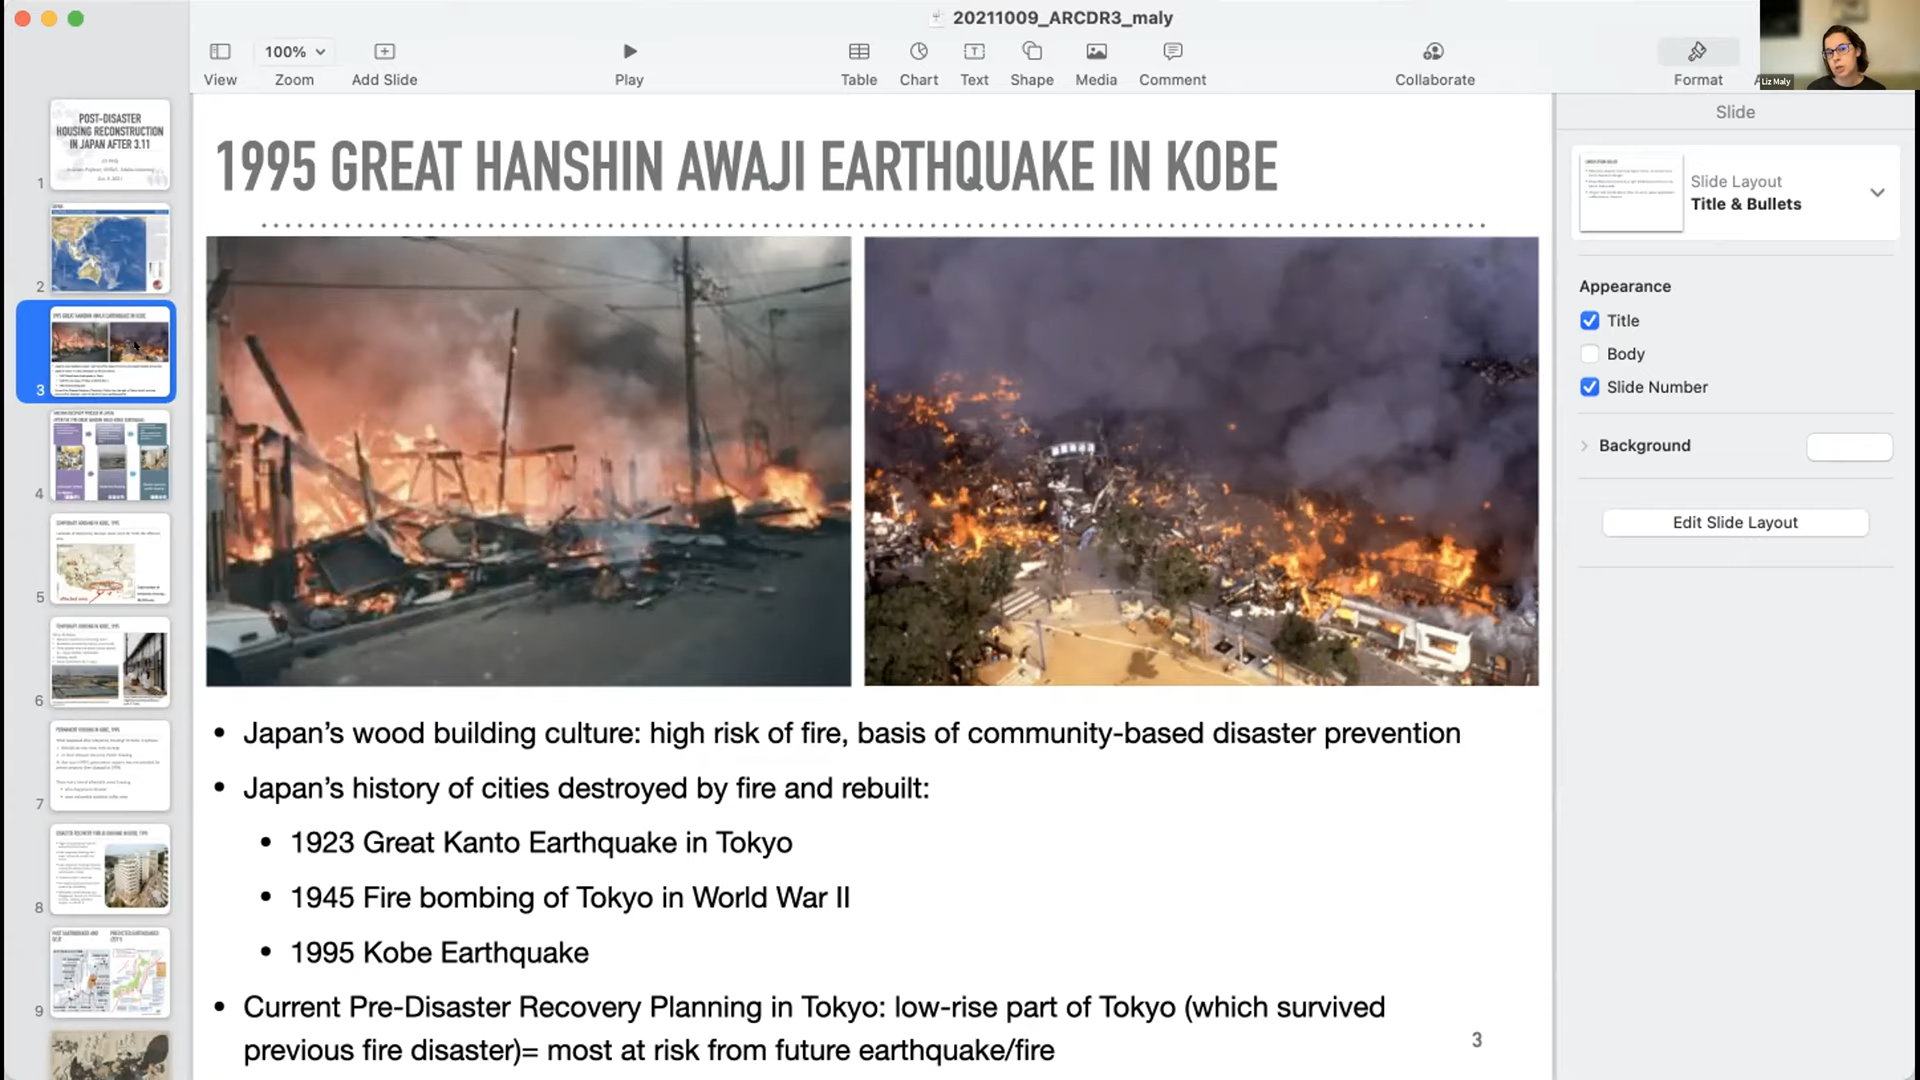 20211009_ARCDR3_maly
100%
View
Zoom
Add Slide
Play
Table
Chart
Text
Shape
Media
Comment
Collaborate
Format
Liz Maly
POST-DISASTER
HOUSING RECONSTRUCTION
IN JAPAN AFTER 3.11
1
2
3
4
5
6
7
8
9
1995 GREAT HANSHIN AWAJI EARTHQUAKE IN KOBE
• Japan’s wood building culture: high risk of fire, basis of community-based disaster prevention
• Japan’s history of cities destroyed by fire and rebuilt:
• 1923 Great Kanto Earthquake in Tokyo
• 1945 Fire bombing of Tokyo in World War II
• 1995 Kobe Earthquake
• Current Pre-Disaster Recovery Planning in Tokyo: low-rise part of Tokyo (which survived
previous fire disaster)= most at risk from future earthquake/fire
3
Slide
Slide Layout
Title & Bullets
Appearance
Title
Body
Slide Number
Background
Edit Slide Layout